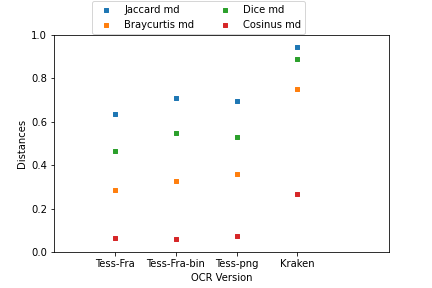 Jaccard md
Braycurtis md
Dice md
Cosinus md
1.0
0.8
0.6
0.4
0.2
0.0
Distances
Tess-Fra
Tess-Fra-bin
Tess-png
Kraken
OCR Version